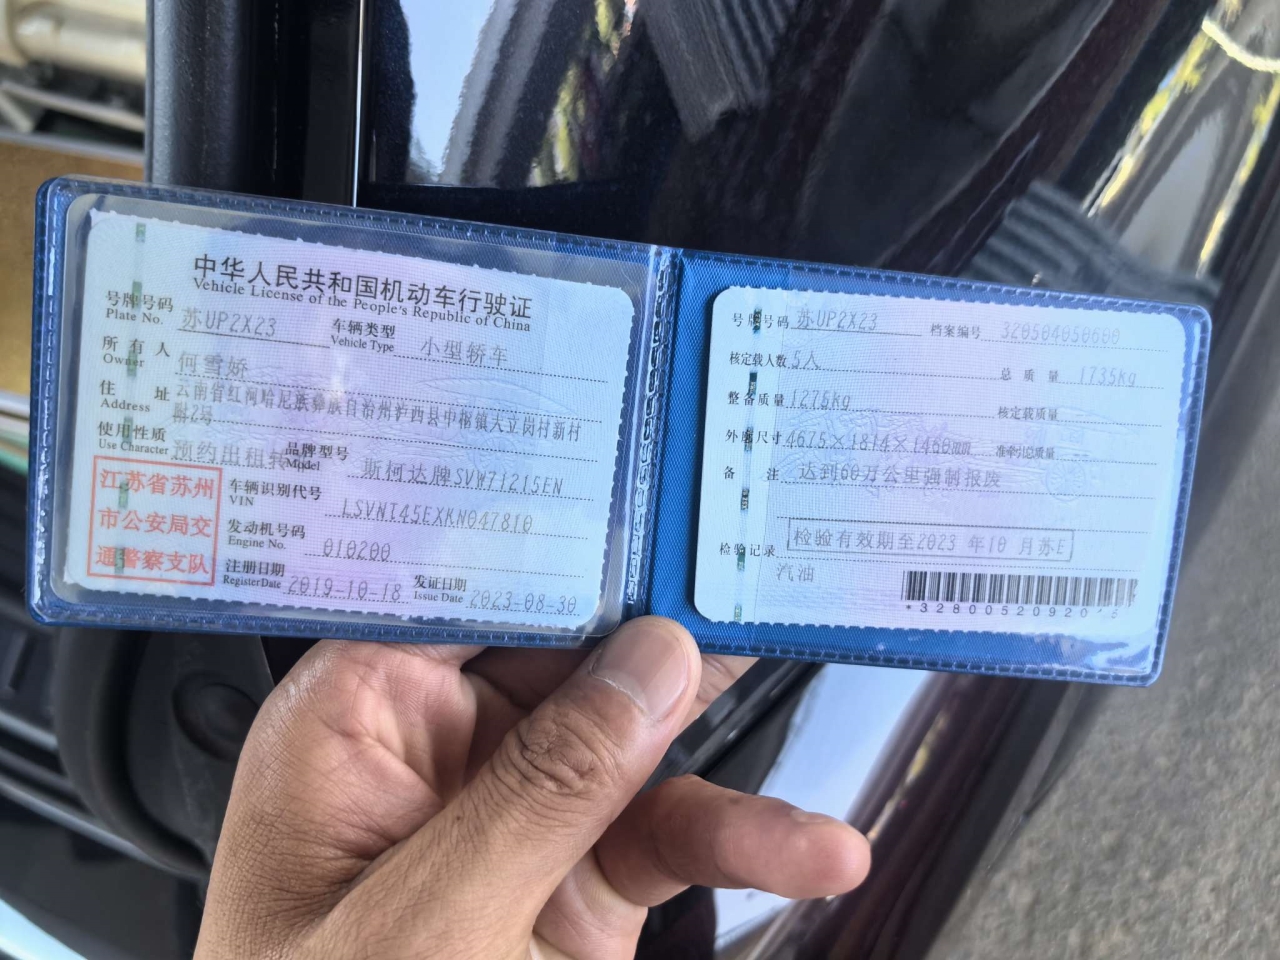 中华人民共和国机动车行驶证
Vehicle License of the People's Republic of China
号牌号码 苏UP2X23 车辆类型 小型轿车
Plate No. Vehicle Type
所有人 何雪娇
Owner
住址 云南省红河哈尼族彝族自治州泸西县中枢镇大立岗村新村
Address 附2号
使用性质 预约出租转 品牌型号 斯柯达牌SVW71215EN
Use Character Model
江苏省苏州
市公安局交
通警察支队
车辆识别代号 LSVNT45EXKN047810
VIN
发动机号码 010200
Engine No.
注册日期 2019-10-18 发证日期 2023-08-30
Register Date Issue Date
号牌号码 苏UP2X23 档案编号 320504050600
核定载人数 5人 总质量 1735kg
整备质量 1275kg 核定载质量
外廓尺寸 4675×1814×1460mm 准牵引总质量
备注 达到60万公里强制报废
检验记录 检验有效期至2023 年10 月苏E
汽油
*3280052092